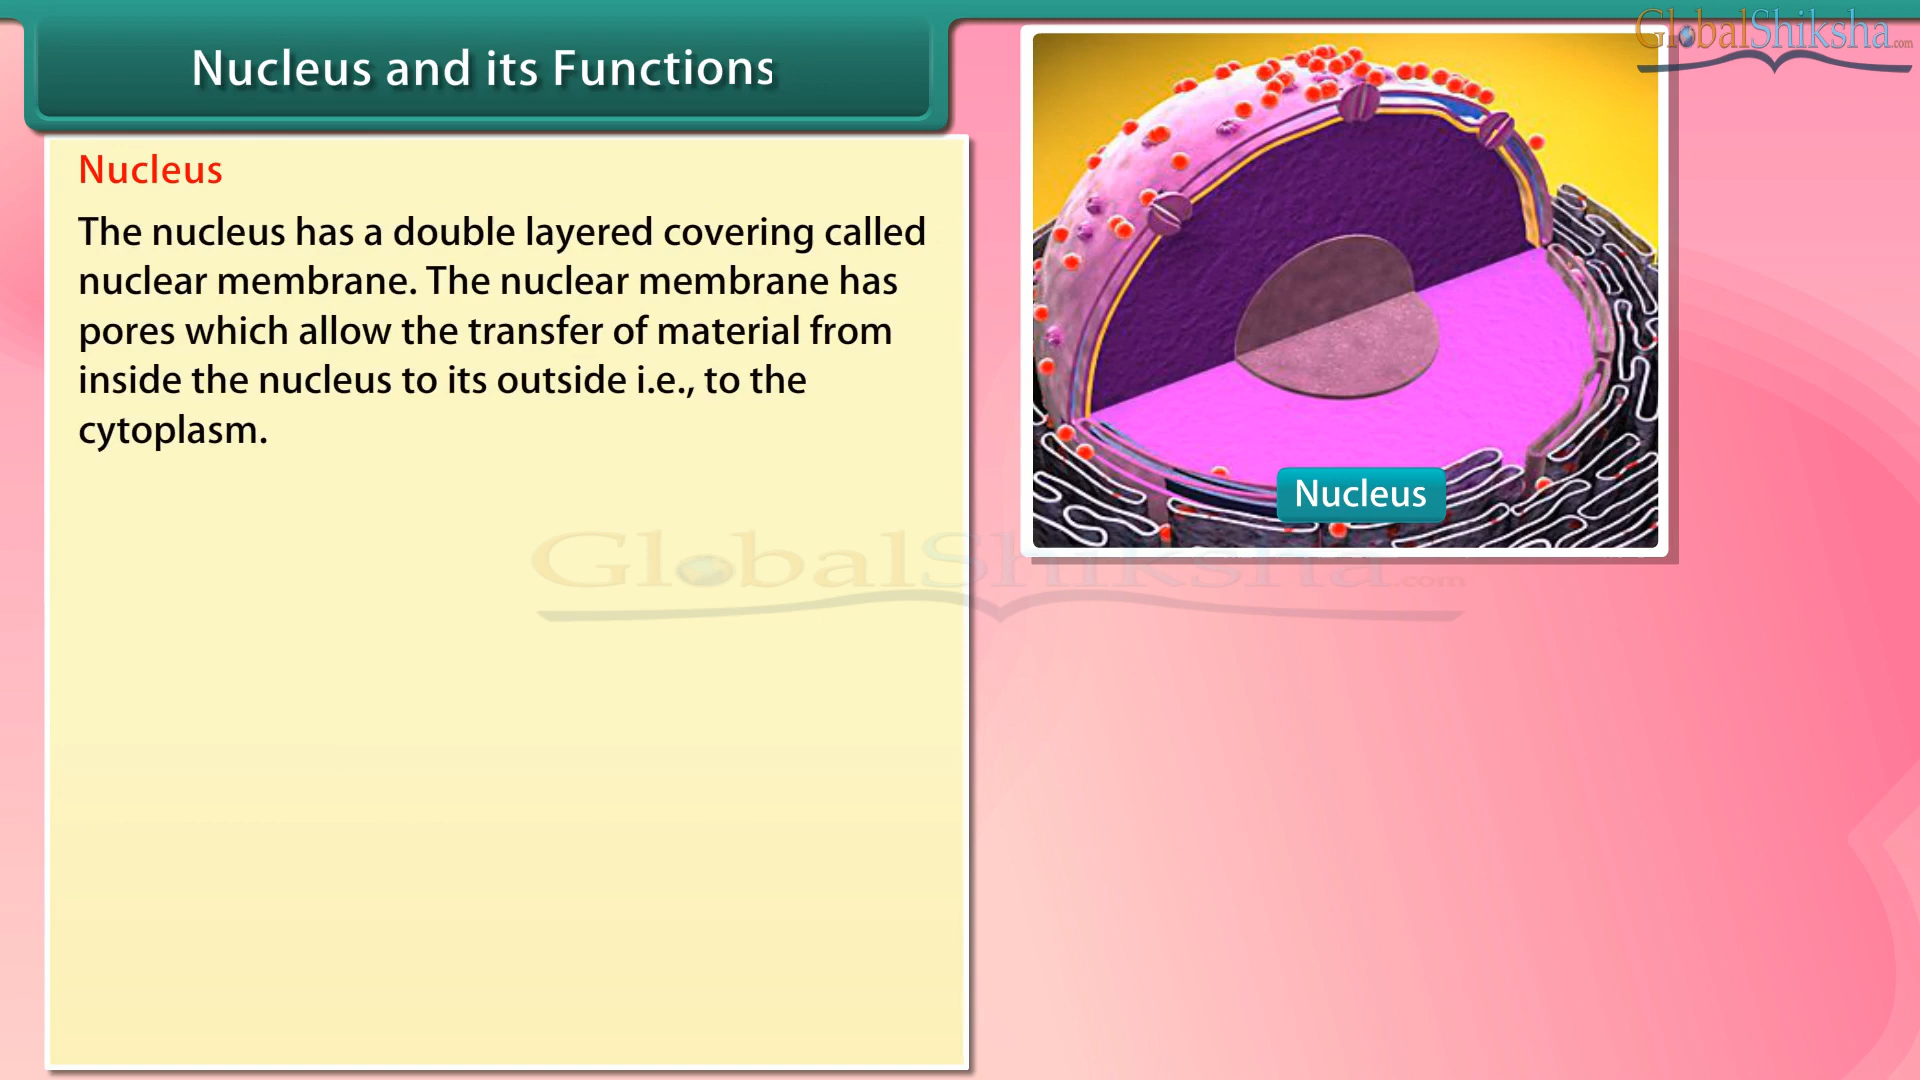 Nucleus and its Functions
GlobalShiksha.com
Nucleus
The nucleus has a double layered covering called
nuclear membrane. The nuclear membrane has
pores which allow the transfer of material from
inside the nucleus to its outside i.e., to the
cytoplasm.
Nucleus
GlobalShiksha.com